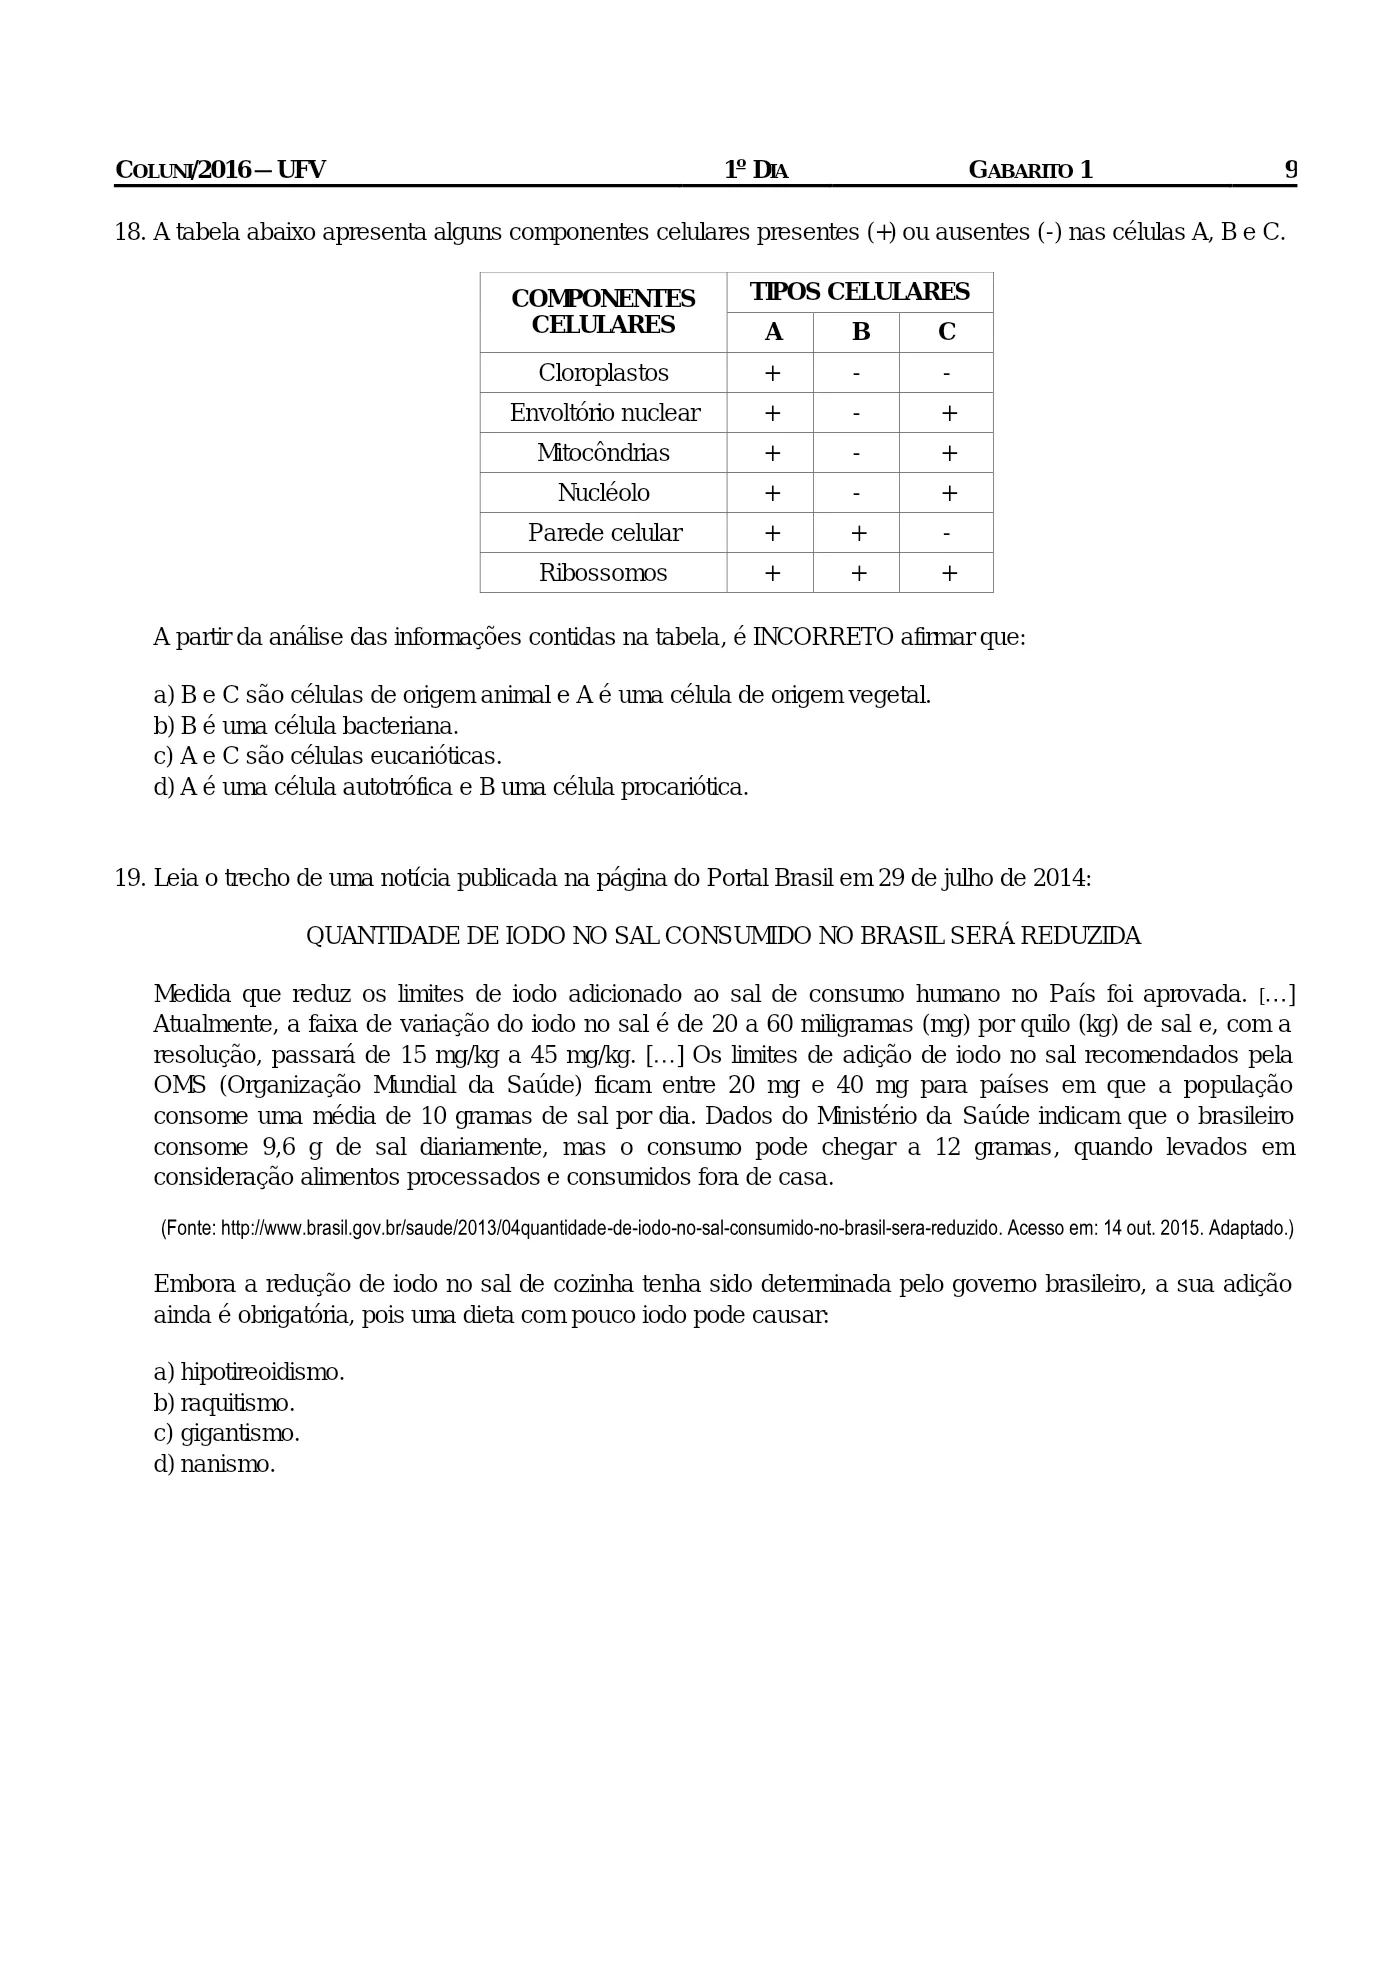 COLUNI/2016 — UFV 1º DIA GABARITO 1 9
18. A tabela abaixo apresenta alguns componentes celulares presentes (+) ou ausentes (-) nas células A, B e C.
COMPONENTES CELULARES TIPOS CELULARES
A B C
Cloroplastos + - -
Envoltório nuclear + - +
Mitocôndrias + - +
Nucléolo + - +
Parede celular + + -
Ribossomos + + +
A partir da análise das informações contidas na tabela, é INCORRETO afirmar que:
a) B e C são células de origem animal e A é uma célula de origem vegetal.
b) B é uma célula bacteriana.
c) A e C são células eucarióticas.
d) A é uma célula autotrófica e B uma célula procariótica.
19. Leia o trecho de uma notícia publicada na página do Portal Brasil em 29 de julho de 2014:
QUANTIDADE DE IODO NO SAL CONSUMIDO NO BRASIL SERÁ REDUZIDA
Medida que reduz os limites de iodo adicionado ao sal de consumo humano no País foi aprovada. [...]
Atualmente, a faixa de variação do iodo no sal é de 20 a 60 miligramas (mg) por quilo (kg) de sal e, com a
resolução, passará de 15 mg/kg a 45 mg/kg. [...] Os limites de adição de iodo no sal recomendados pela
OMS (Organização Mundial da Saúde) ficam entre 20 mg e 40 mg para países em que a população
consome uma média de 10 gramas de sal por dia. Dados do Ministério da Saúde indicam que o brasileiro
consome 9,6 g de sal diariamente, mas o consumo pode chegar a 12 gramas, quando levados em
consideração alimentos processados e consumidos fora de casa.
(Fonte: http://www.brasil.gov.br/saude/2013/04quantidade-de-iodo-no-sal-consumido-no-brasil-sera-reduzido. Acesso em: 14 out. 2015. Adaptado.)
Embora a redução de iodo no sal de cozinha tenha sido determinada pelo governo brasileiro, a sua adição
ainda é obrigatória, pois uma dieta com pouco iodo pode causar:
a) hipotireoidismo.
b) raquitismo.
c) gigantismo.
d) nanismo.